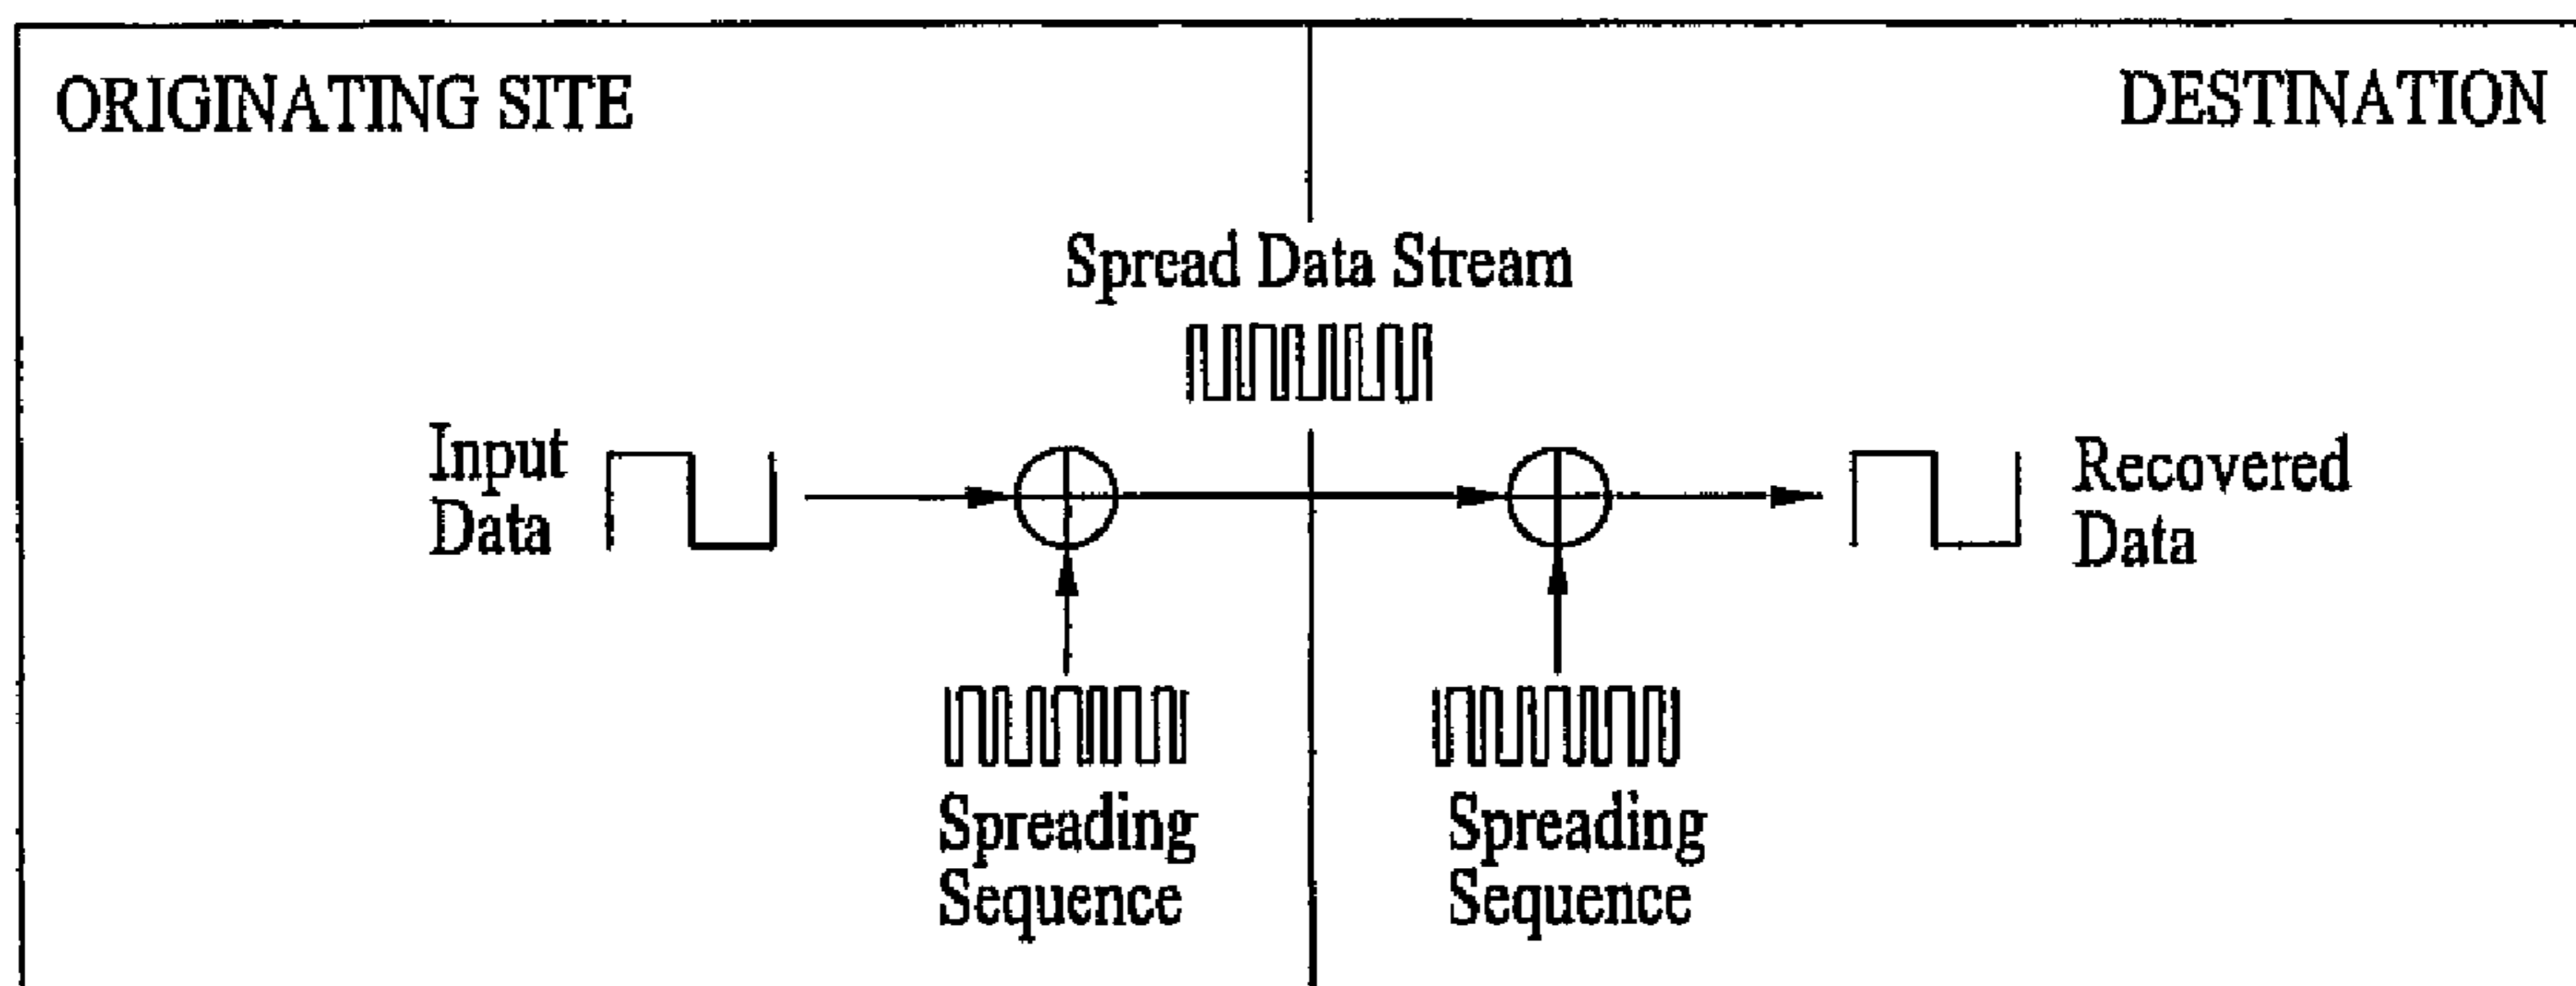 ORIGINATING SITE
DESTINATION
Spread Data Stream
Input
Data
Recovered
Data
Spreading
Sequence
Spreading
Sequence